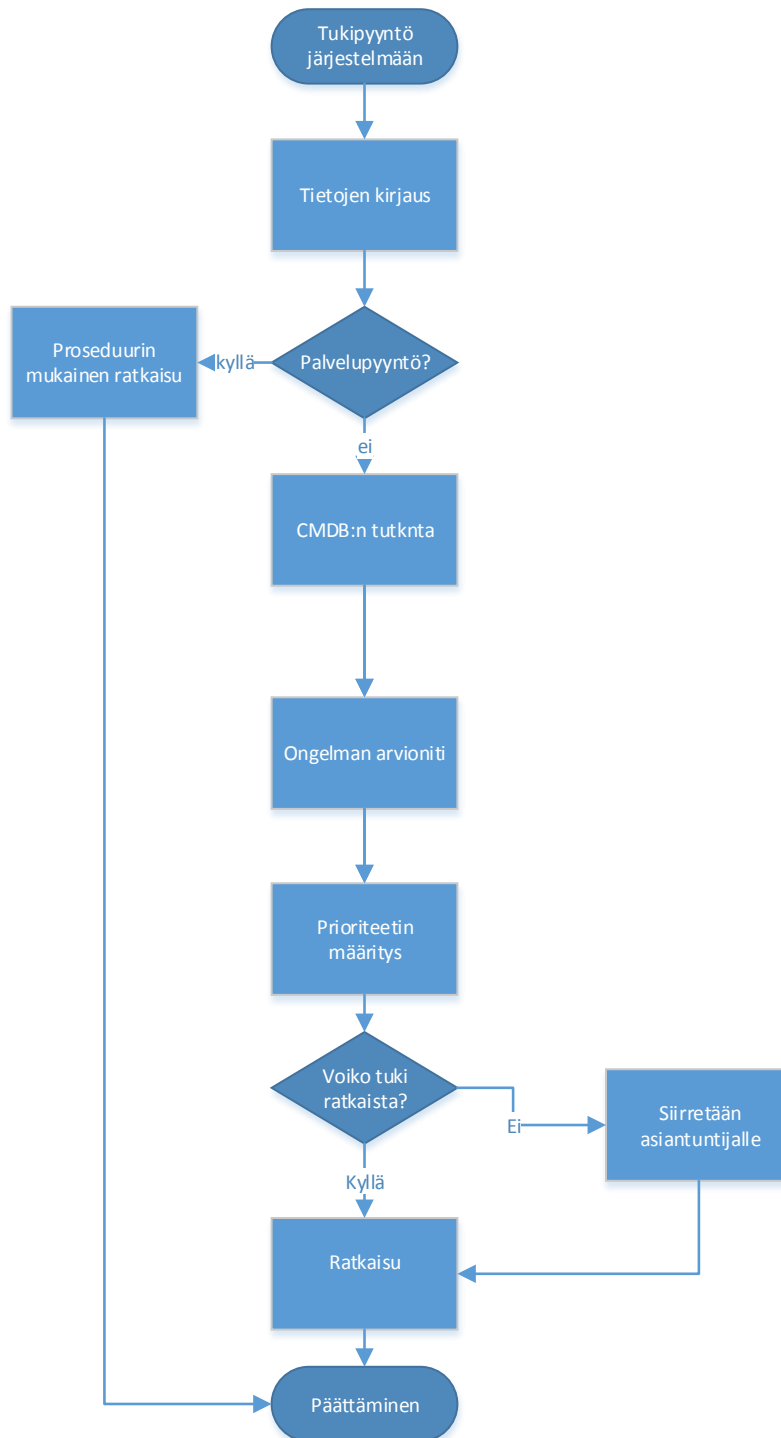 Tukipyyntö
järjestelmään
Tietojen kirjaus
Proseduurin
mukainen ratkaisu
kyllä
Palvelupyyntö?
ei
CMDB:n tutknta
Ongelman arvioniti
Prioriteetin
määritys
Voiko tuki
ratkaista?
Ei
Siirretään
asiantuntijalle
Kyllä
Ratkaisu
Päättäminen